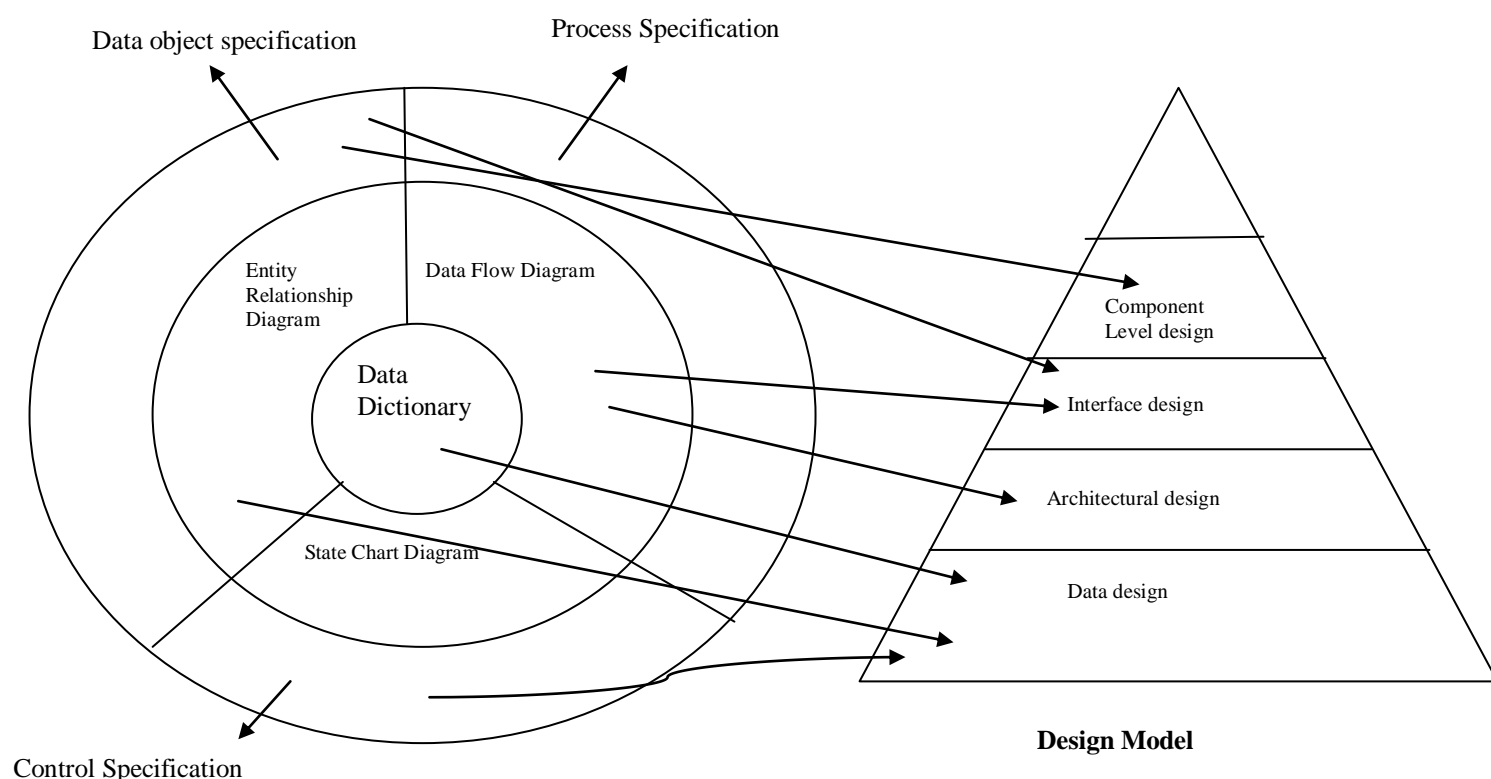 Data object specification
Process Specification
Entity
Relationship
Diagram
Data Flow Diagram
Data
Dictionary
State Chart Diagram
Control Specification
Component
Level design
Interface design
Architectural design
Data design
Design Model